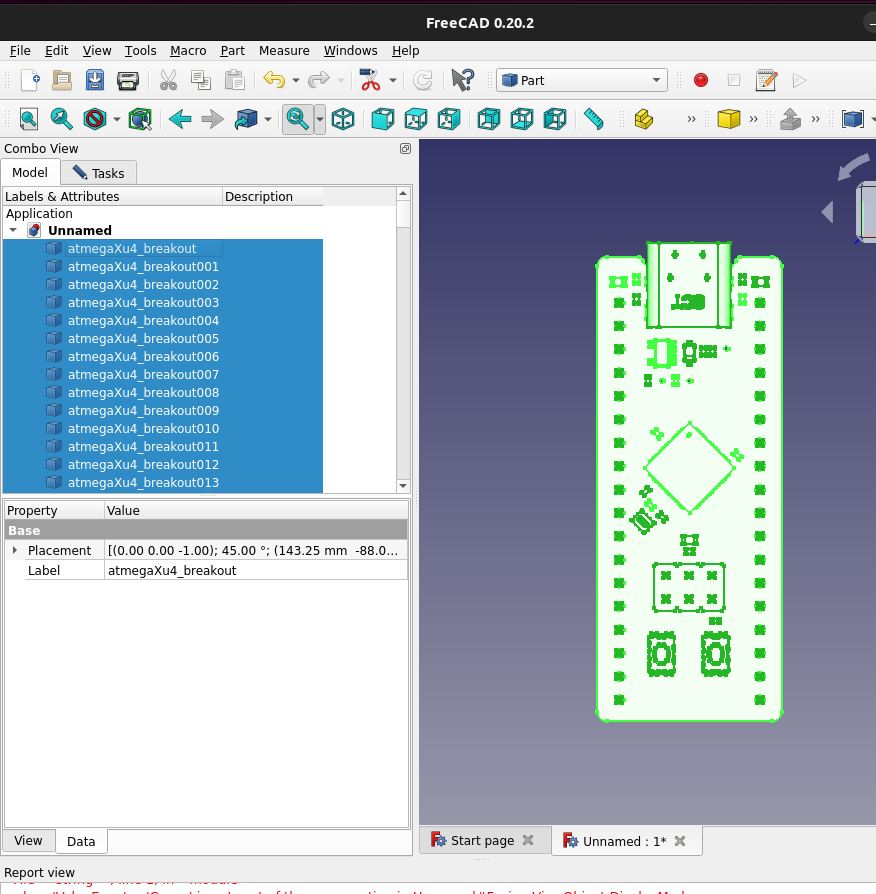 FreeCAD 0.20.2
File Edit View Tools Macro Part Measure Windows Help
Part
Combo View
Model Tasks
Labels & Attributes Description
Application
Unnamed
atmegaXu4_breakout
atmegaXu4_breakout001
atmegaXu4_breakout002
atmegaXu4_breakout003
atmegaXu4_breakout004
atmegaXu4_breakout005
atmegaXu4_breakout006
atmegaXu4_breakout007
atmegaXu4_breakout008
atmegaXu4_breakout009
atmegaXu4_breakout010
atmegaXu4_breakout011
atmegaXu4_breakout012
atmegaXu4_breakout013
Property Value
Base
Placement [(0.00 0.00 -1.00); 45.00 °; (143.25 mm -88.0...
Label atmegaXu4_breakout
View Data
Start page Unnamed : 1*
Report view